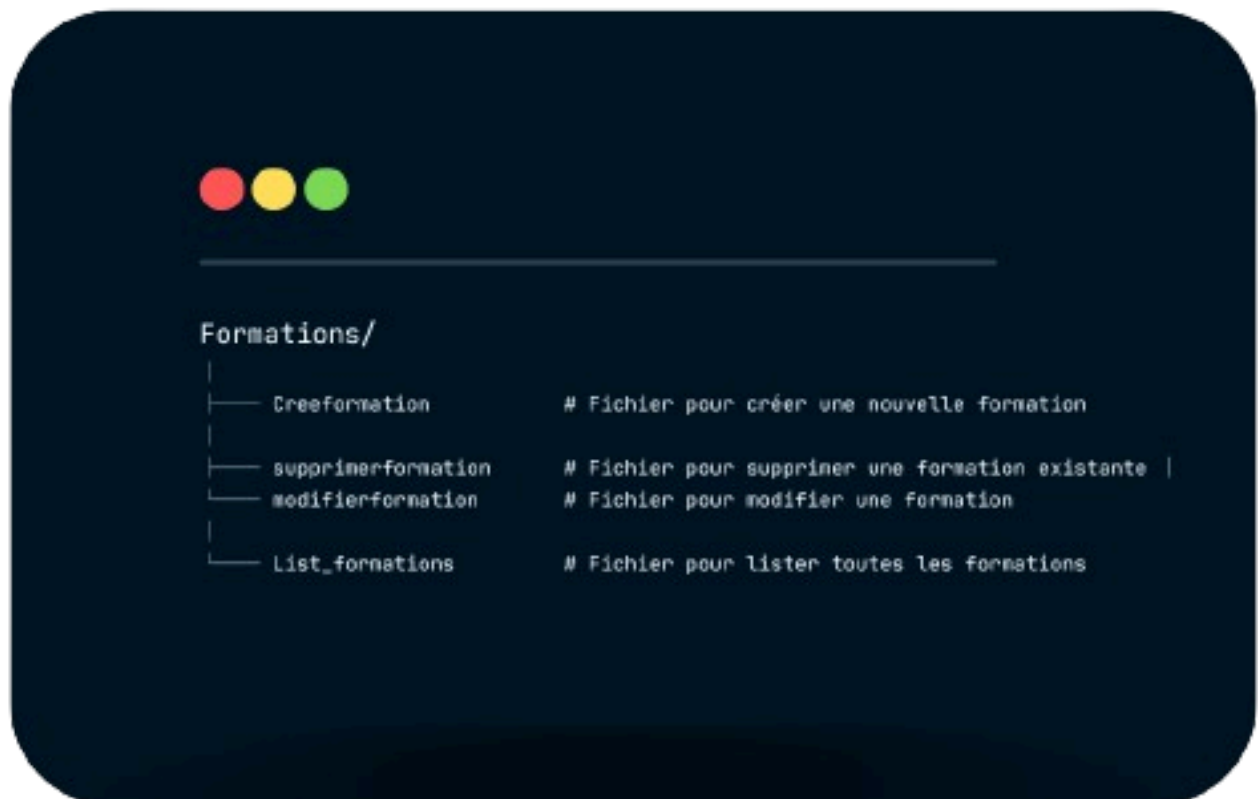 Formations/
│
├── Creeformation # Fichier pour créer une nouvelle formation
│
├── supprimerformation # Fichier pour supprimer une formation existante |
└── modifierformation # Fichier pour modifier une formation
│
└── List_formations # Fichier pour lister toutes les formations